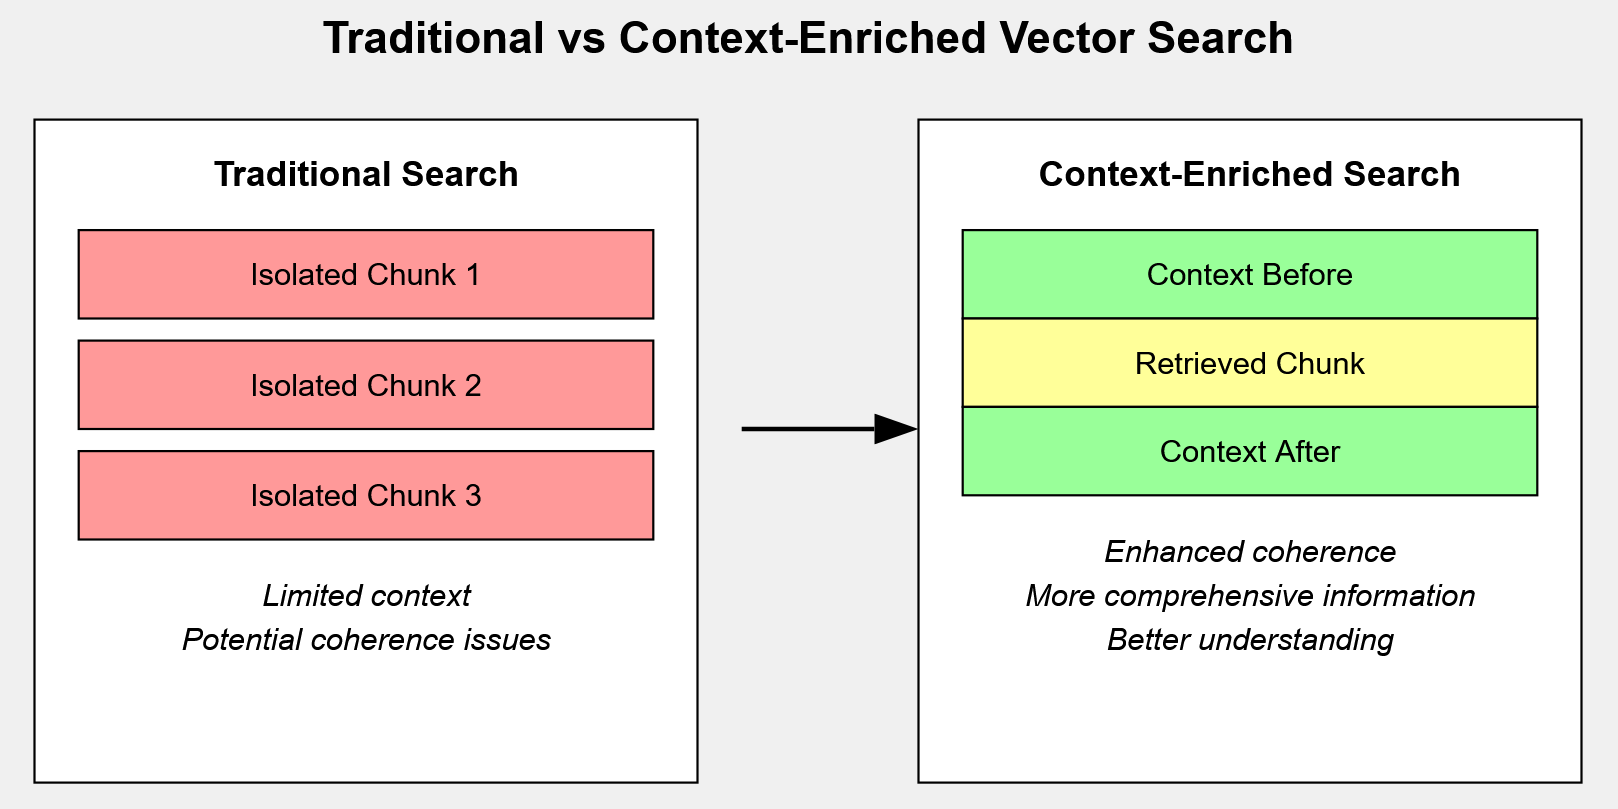 Traditional vs Context-Enriched Vector Search
Traditional Search
Isolated Chunk 1
Isolated Chunk 2
Isolated Chunk 3
Limited context
Potential coherence issues
Context-Enriched Search
Context Before
Retrieved Chunk
Context After
Enhanced coherence
More comprehensive information
Better understanding